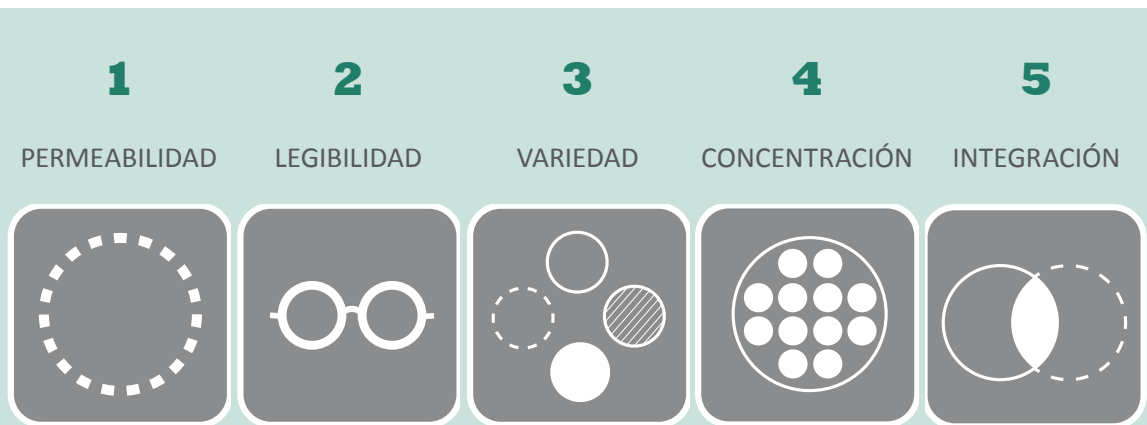 1 2 3 4 5
PERMEABILIDAD LEGIBILIDAD VARIEDAD CONCENTRACIÓN INTEGRACIÓN